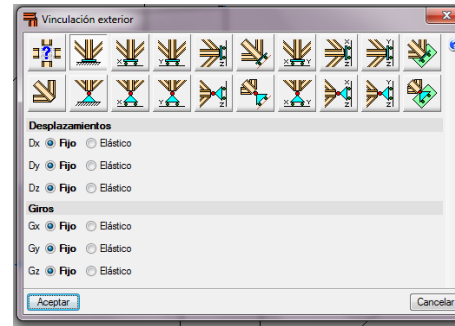 Vinculación exterior
Desplazamientos
Dx Fijo Elástico
Dy Fijo Elástico
Dz Fijo Elástico
Giros
Gx Fijo Elástico
Gy Fijo Elástico
Gz Fijo Elástico
Aceptar Cancelar